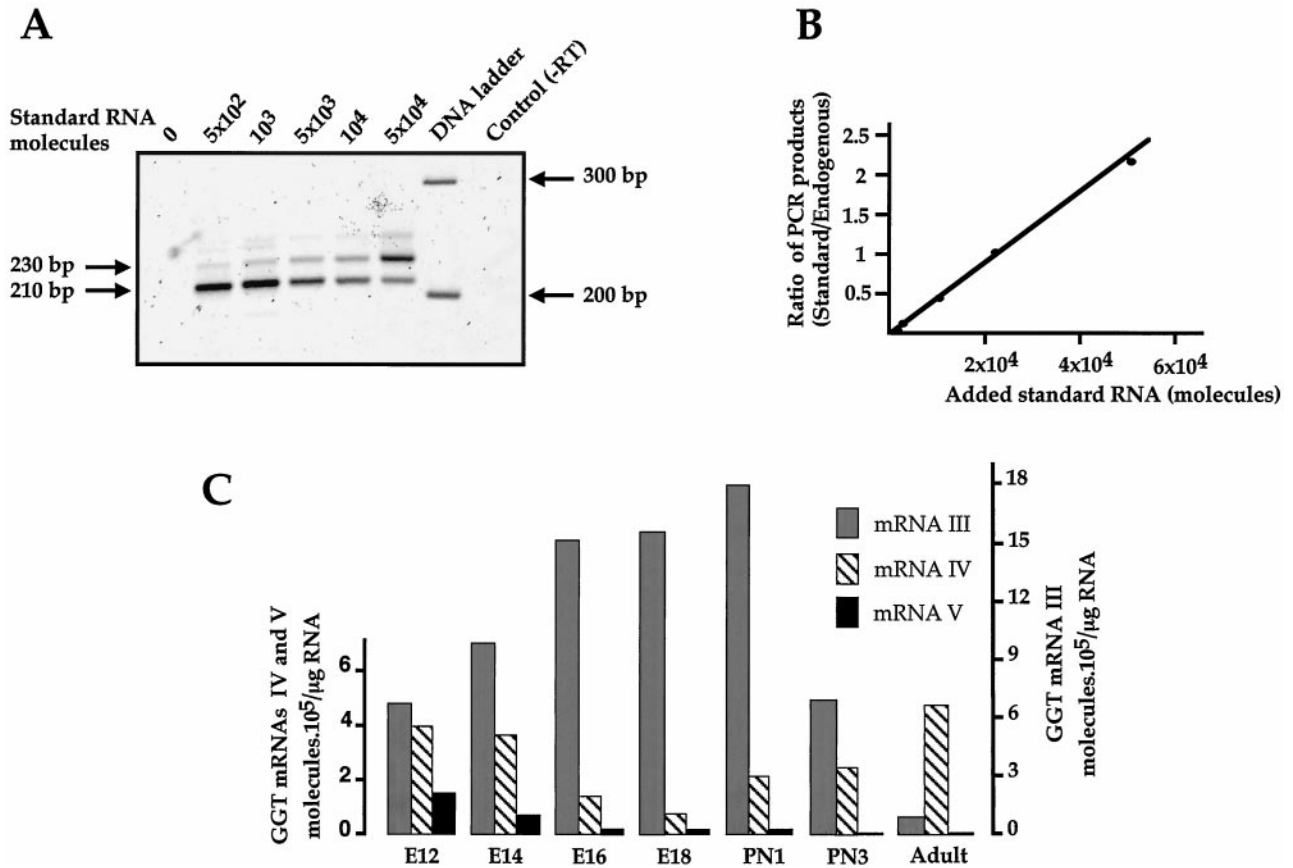 A
Standard RNA
molecules
0
5x10²
10³
5x10³
10⁴
5x10⁴
DNA ladder
Control (-RT)
300 bp
230 bp
210 bp
200 bp
B
Ratio of PCR products
(Standard/Endogenous)
2.5
2
1.5
1
0.5
2x10⁴
4x10⁴
6x10⁴
Added standard RNA (molecules)
C
GGT mRNAs IV and V
molecules.10⁵/µg RNA
6
4
2
0
mRNA III
mRNA IV
mRNA V
18
15
12
9
6
3
0
GGT mRNA III
molecules.10⁵/µg RNA
E12
E14
E16
E18
PN1
PN3
Adult